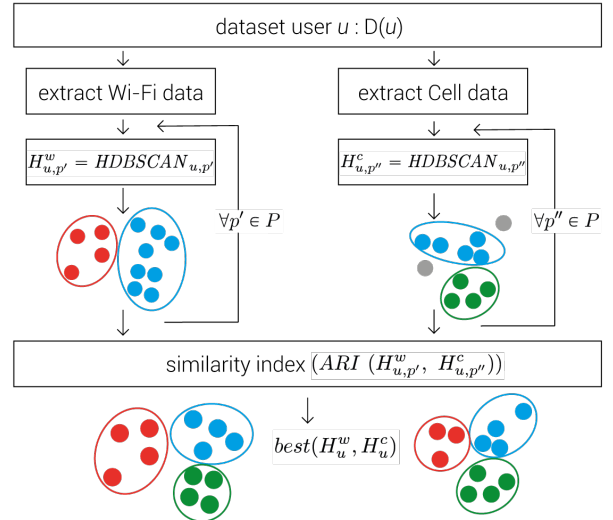 dataset user u : D(u)
extract Wi-Fi data
extract Cell data
H^w_{u,p′} = HDBSCAN_{u,p′}
H^c_{u,p″} = HDBSCAN_{u,p″}
∀p′ ∈ P
∀p″ ∈ P
similarity index (ARI (H^w_{u,p′}, H^c_{u,p″}))
best(H^w_u, H^c_u)